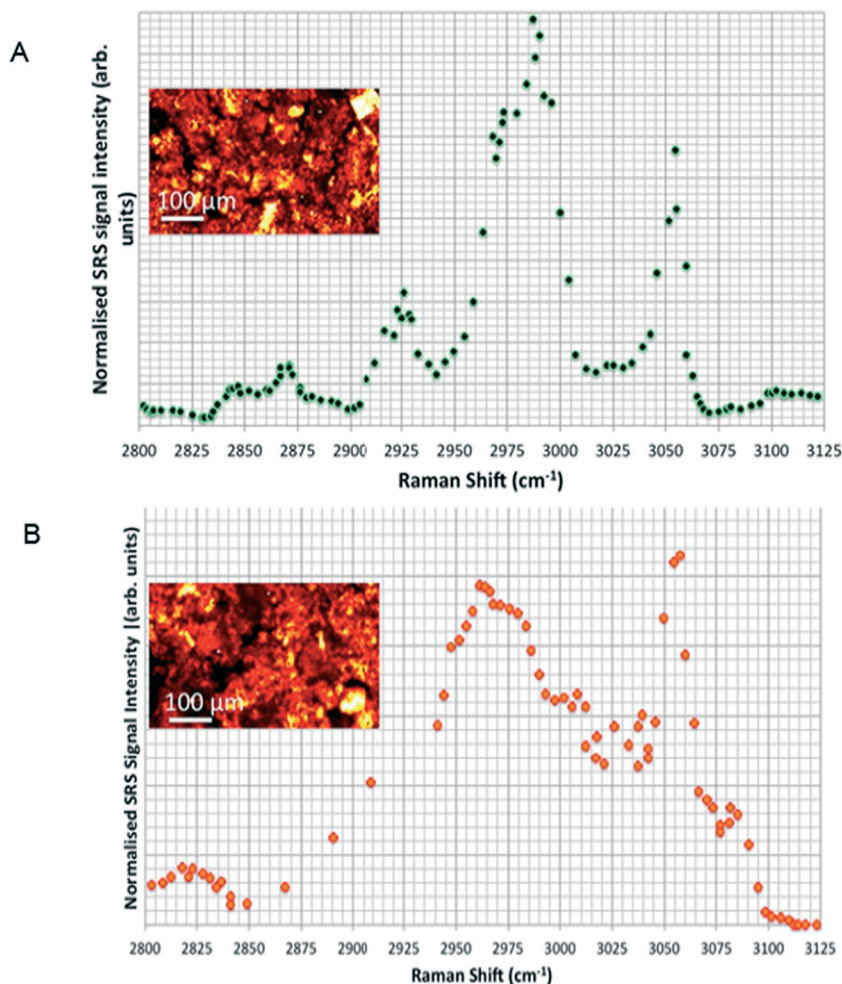 A
Normalised SRS signal intensity (arb.
units)
100 µm
2800 2825 2850 2875 2900 2925 2950 2975 3000 3025 3050 3075 3100 3125
Raman Shift (cm-1)
B
Normalised SRS Signal Intensity |(arb. units)
100 µm
2800 2825 2850 2875 2900 2925 2950 2975 3000 3025 3050 3075 3100 3125
Raman Shift (cm-1)